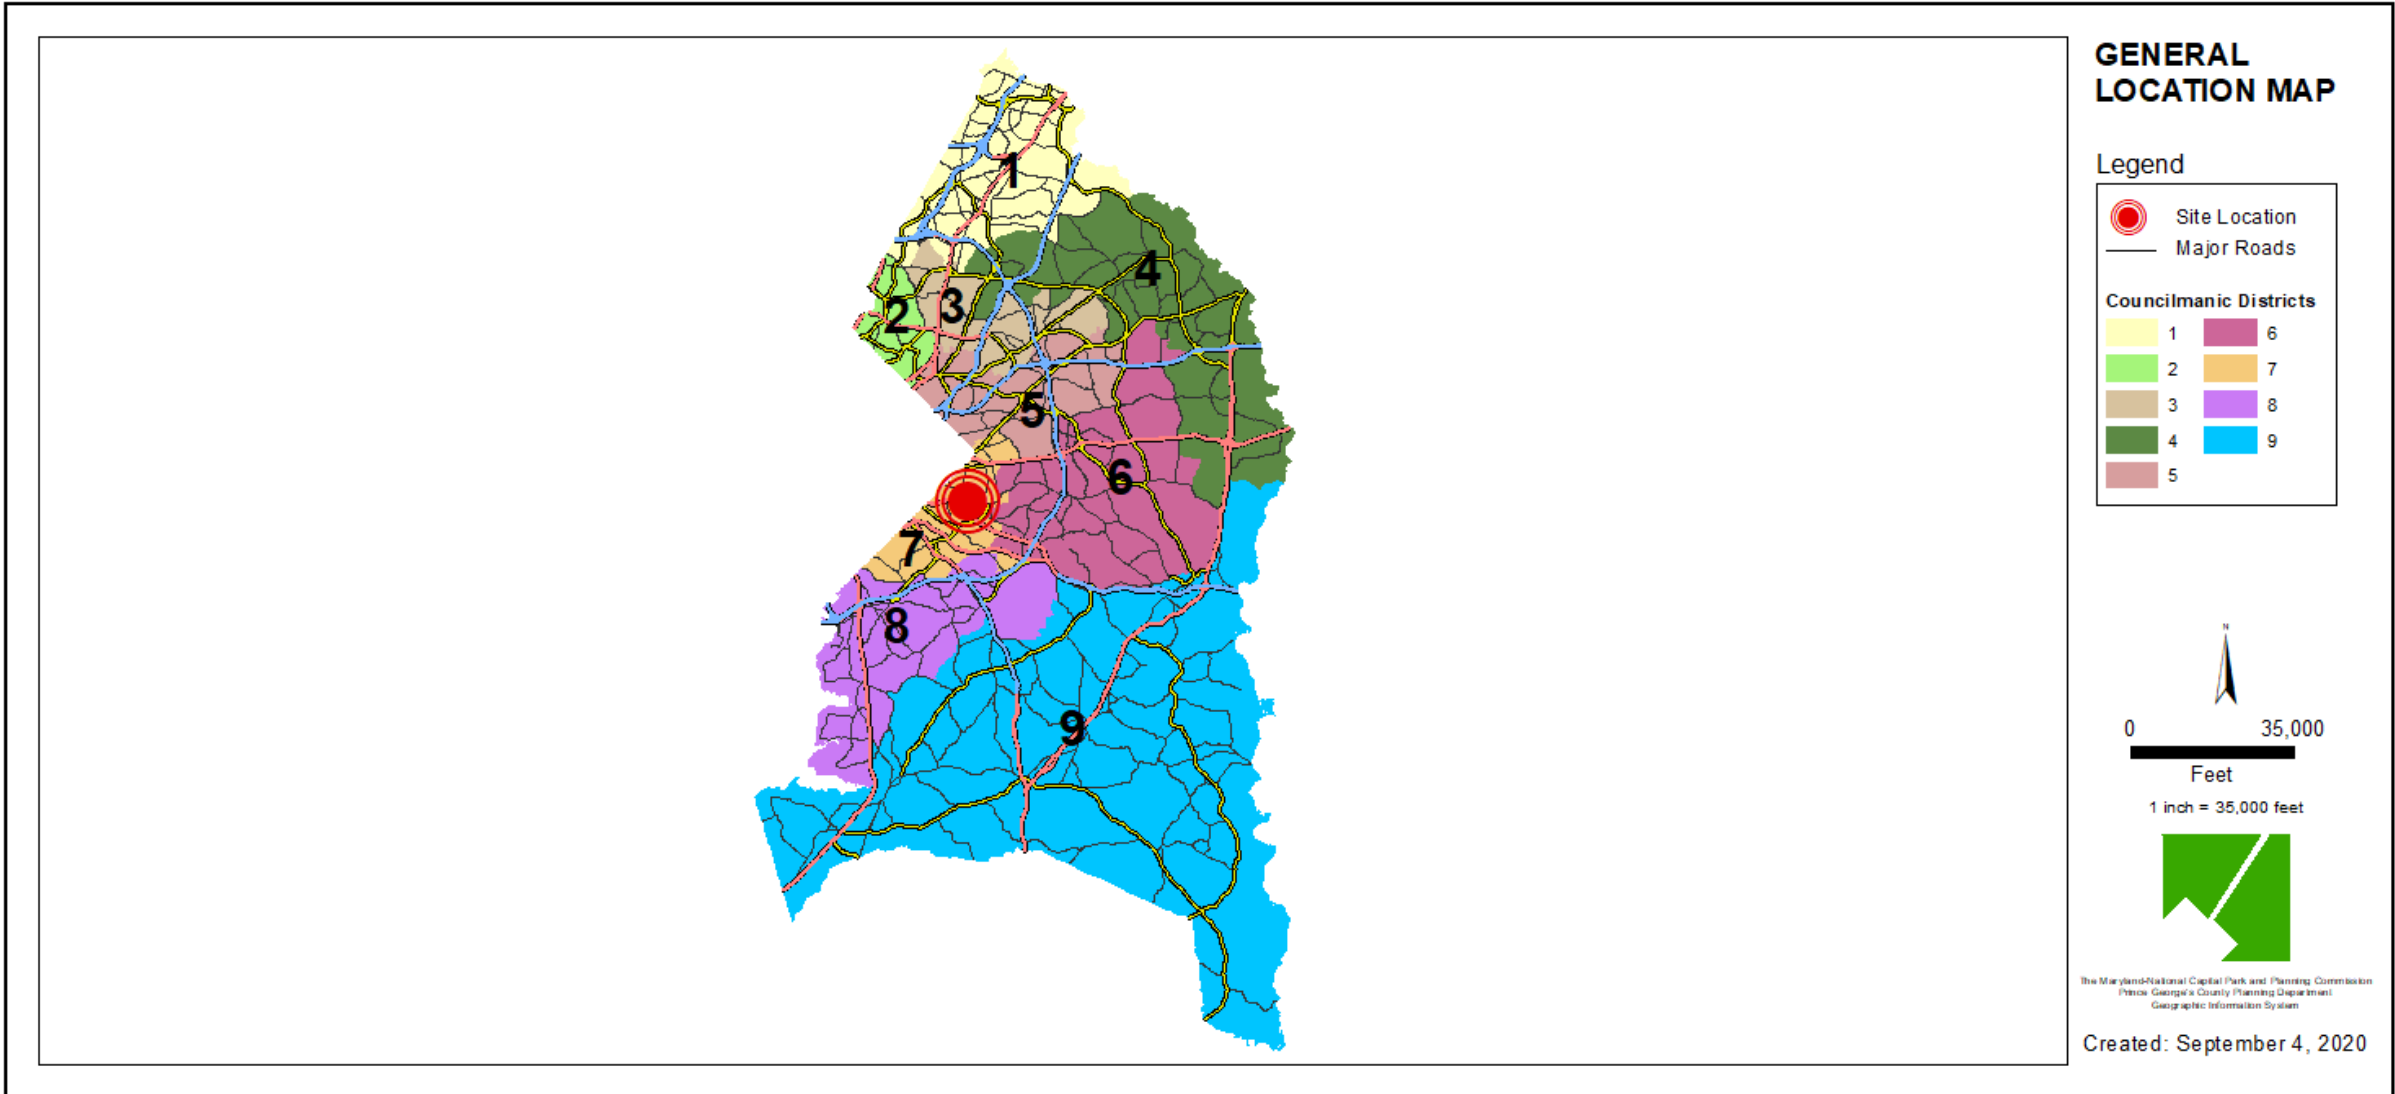 GENERAL
LOCATION MAP
Legend
Site Location
Major Roads
Councilmanic Districts
1 6
2 7
3 8
4 9
5
1
4
2
3
5
6
7
8
9
N
0 35,000
Feet
1 inch = 35,000 feet
The Maryland-National Capital Park and Planning Commission
Prince George's County Planning Department
Geographic Information System
Created: September 4, 2020